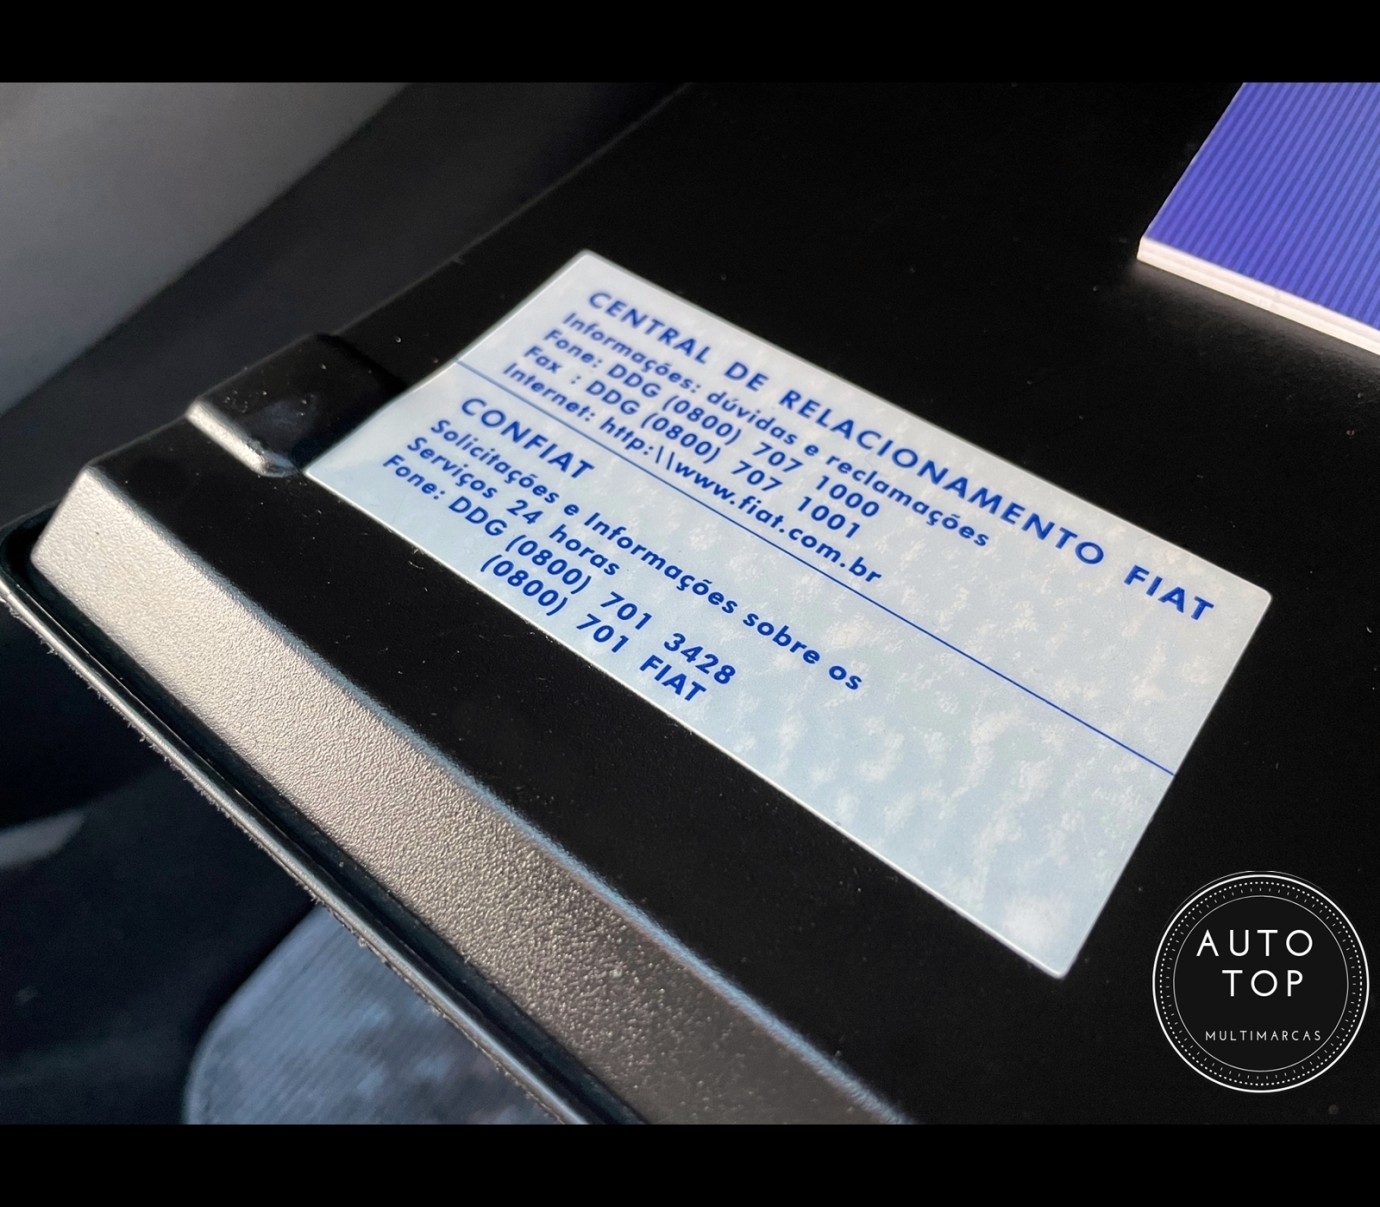 CENTRAL DE RELACIONAMENTO FIAT
Informações: dúvidas e reclamações
Fone: DDG (0800) 707 1000
Fax : DDG (0800) 707 1001
Internet: http:\\www.fiat.com.br
CONFIAT
Solicitações e Informações sobre os
Serviços 24 horas
Fone: DDG (0800) 701 3428
(0800) 701 FIAT
AUTO
TOP
MULTIMARCAS